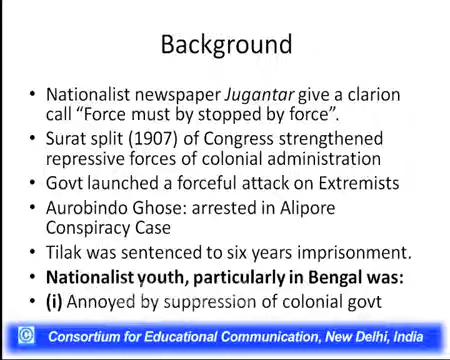 Background
• Nationalist newspaper Jugantar give a clarion
call “Force must by stopped by force”.
• Surat split (1907) of Congress strengthened
repressive forces of colonial administration
• Govt launched a forceful attack on Extremists
• Aurobindo Ghose: arrested in Alipore
Conspiracy Case
• Tilak was sentenced to six years imprisonment.
• Nationalist youth, particularly in Bengal was:
• (i) Annoyed by suppression of colonial govt
© Consortium for Educational Communication, New Delhi, India